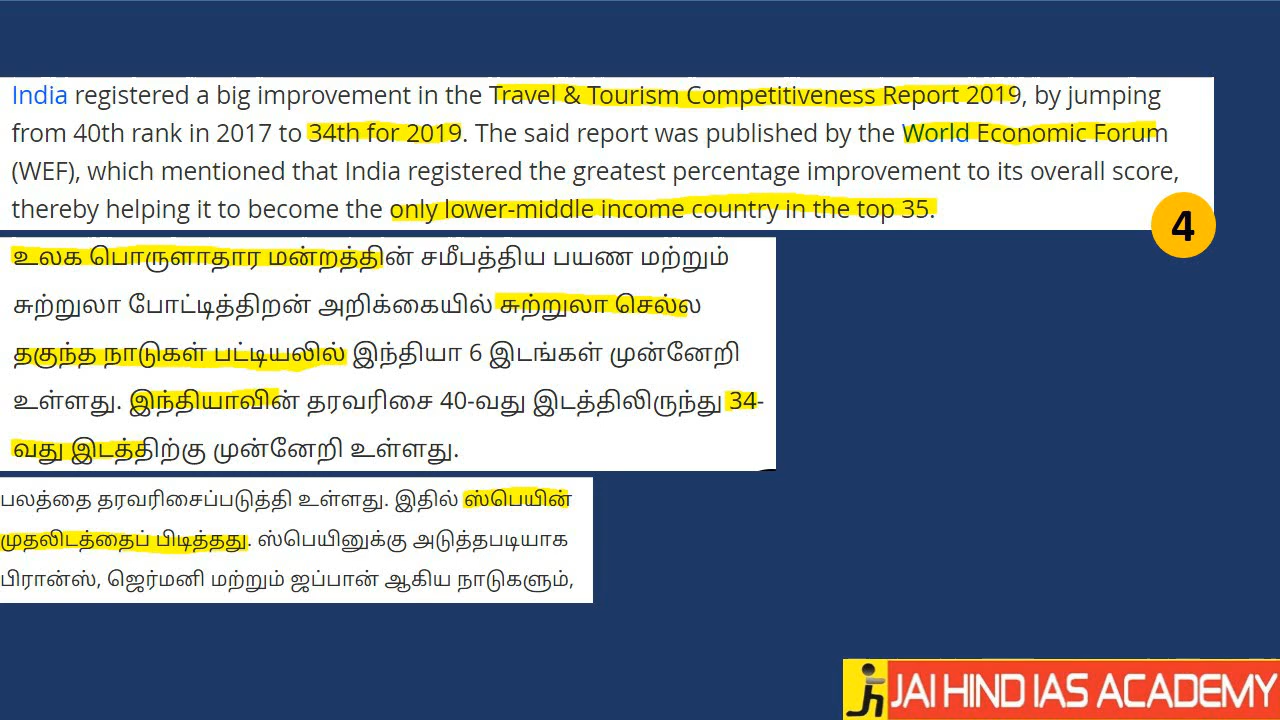 India registered a big improvement in the Travel & Tourism Competitiveness Report 2019, by jumping
from 40th rank in 2017 to 34th for 2019. The said report was published by the World Economic Forum
(WEF), which mentioned that India registered the greatest percentage improvement to its overall score,
thereby helping it to become the only lower-middle income country in the top 35.
4
உலக பொருளாதார மன்றத்தின் சமீபத்திய பயண மற்றும்
சுற்றுலா போட்டித்திறன் அறிக்கையில் சுற்றுலா செல்ல
தகுந்த நாடுகள் பட்டியலில் இந்தியா 6 இடங்கள் முன்னேறி
உள்ளது. இந்தியாவின் தரவரிசை 40-வது இடத்திலிருந்து 34-
வது இடத்திற்கு முன்னேறி உள்ளது.
பலத்தை தரவரிசைப்படுத்தி உள்ளது. இதில் ஸ்பெயின்
முதலிடத்தைப் பிடித்தது. ஸ்பெயினுக்கு அடுத்தபடியாக
பிரான்ஸ், ஜெர்மனி மற்றும் ஜப்பான் ஆகிய நாடுகளும்,
JAI HIND IAS ACADEMY